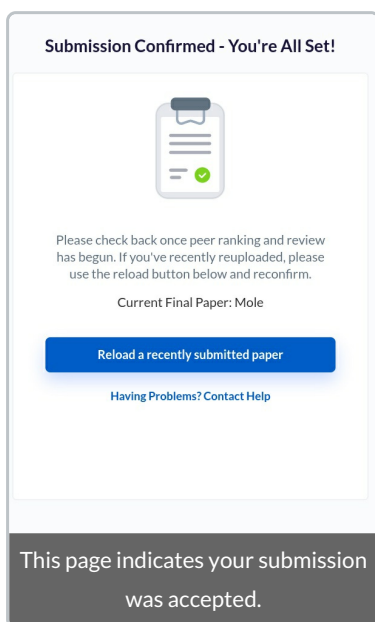 Submission Confirmed - You're All Set!
Please check back once peer ranking and review
has begun. If you've recently reuploaded, please
use the reload button below and reconfirm.
Current Final Paper: Mole
Reload a recently submitted paper
Having Problems? Contact Help
This page indicates your submission
was accepted.